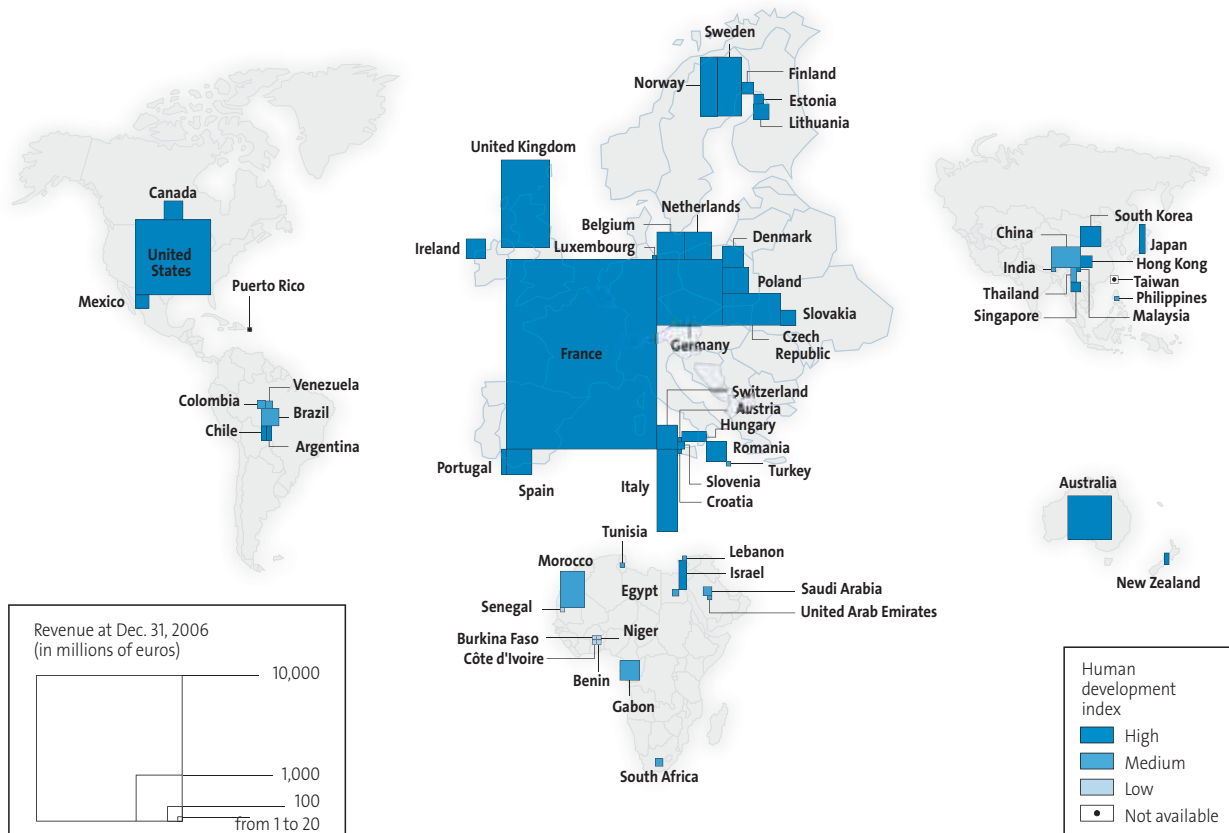 Sweden
Norway
Finland
Estonia
Lithuania
United Kingdom
Canada
Netherlands
Belgium
South Korea
Ireland
Luxembourg
Denmark
China
Japan
United
States
India
Hong Kong
Mexico
Puerto Rico
Poland
Thailand
Taiwan
Philippines
Singapore
Malaysia
Slovakia
France
Germany
Czech
Republic
Venezuela
Colombia
Brazil
Switzerland
Austria
Chile
Hungary
Argentina
Romania
Portugal
Spain
Italy
Turkey
Slovenia
Croatia
Australia
Tunisia
Lebanon
Morocco
Israel
New Zealand
Egypt
Saudi Arabia
Senegal
United Arab Emirates
Burkina Faso
Niger
Côte d'Ivoire
Benin
Gabon
South Africa
Revenue at Dec. 31, 2006
(in millions of euros)
10,000
1,000
100
from 1 to 20
Human
development
index
High
Medium
Low
Not available